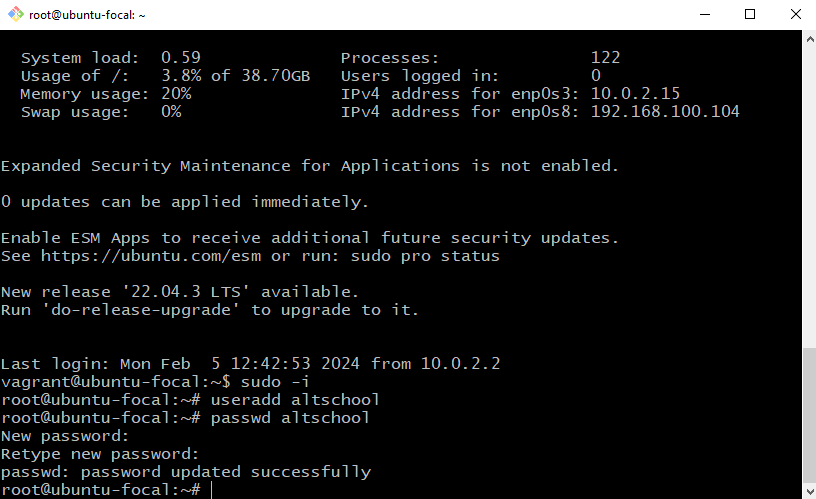 root@ubuntu-focal: ~
System load:  0.59              Processes:               122
Usage of /:   3.8% of 38.70GB   Users logged in:         0
Memory usage: 20%               IPv4 address for enp0s3: 10.0.2.15
Swap usage:   0%                IPv4 address for enp0s8: 192.168.100.104
Expanded Security Maintenance for Applications is not enabled.
0 updates can be applied immediately.
Enable ESM Apps to receive additional future security updates.
See https://ubuntu.com/esm or run: sudo pro status
New release '22.04.3 LTS' available.
Run 'do-release-upgrade' to upgrade to it.
Last login: Mon Feb  5 12:42:53 2024 from 10.0.2.2
vagrant@ubuntu-focal:~$ sudo -i
root@ubuntu-focal:~# useradd altschool
root@ubuntu-focal:~# passwd altschool
New password:
Retype new password:
passwd: password updated successfully
root@ubuntu-focal:~#